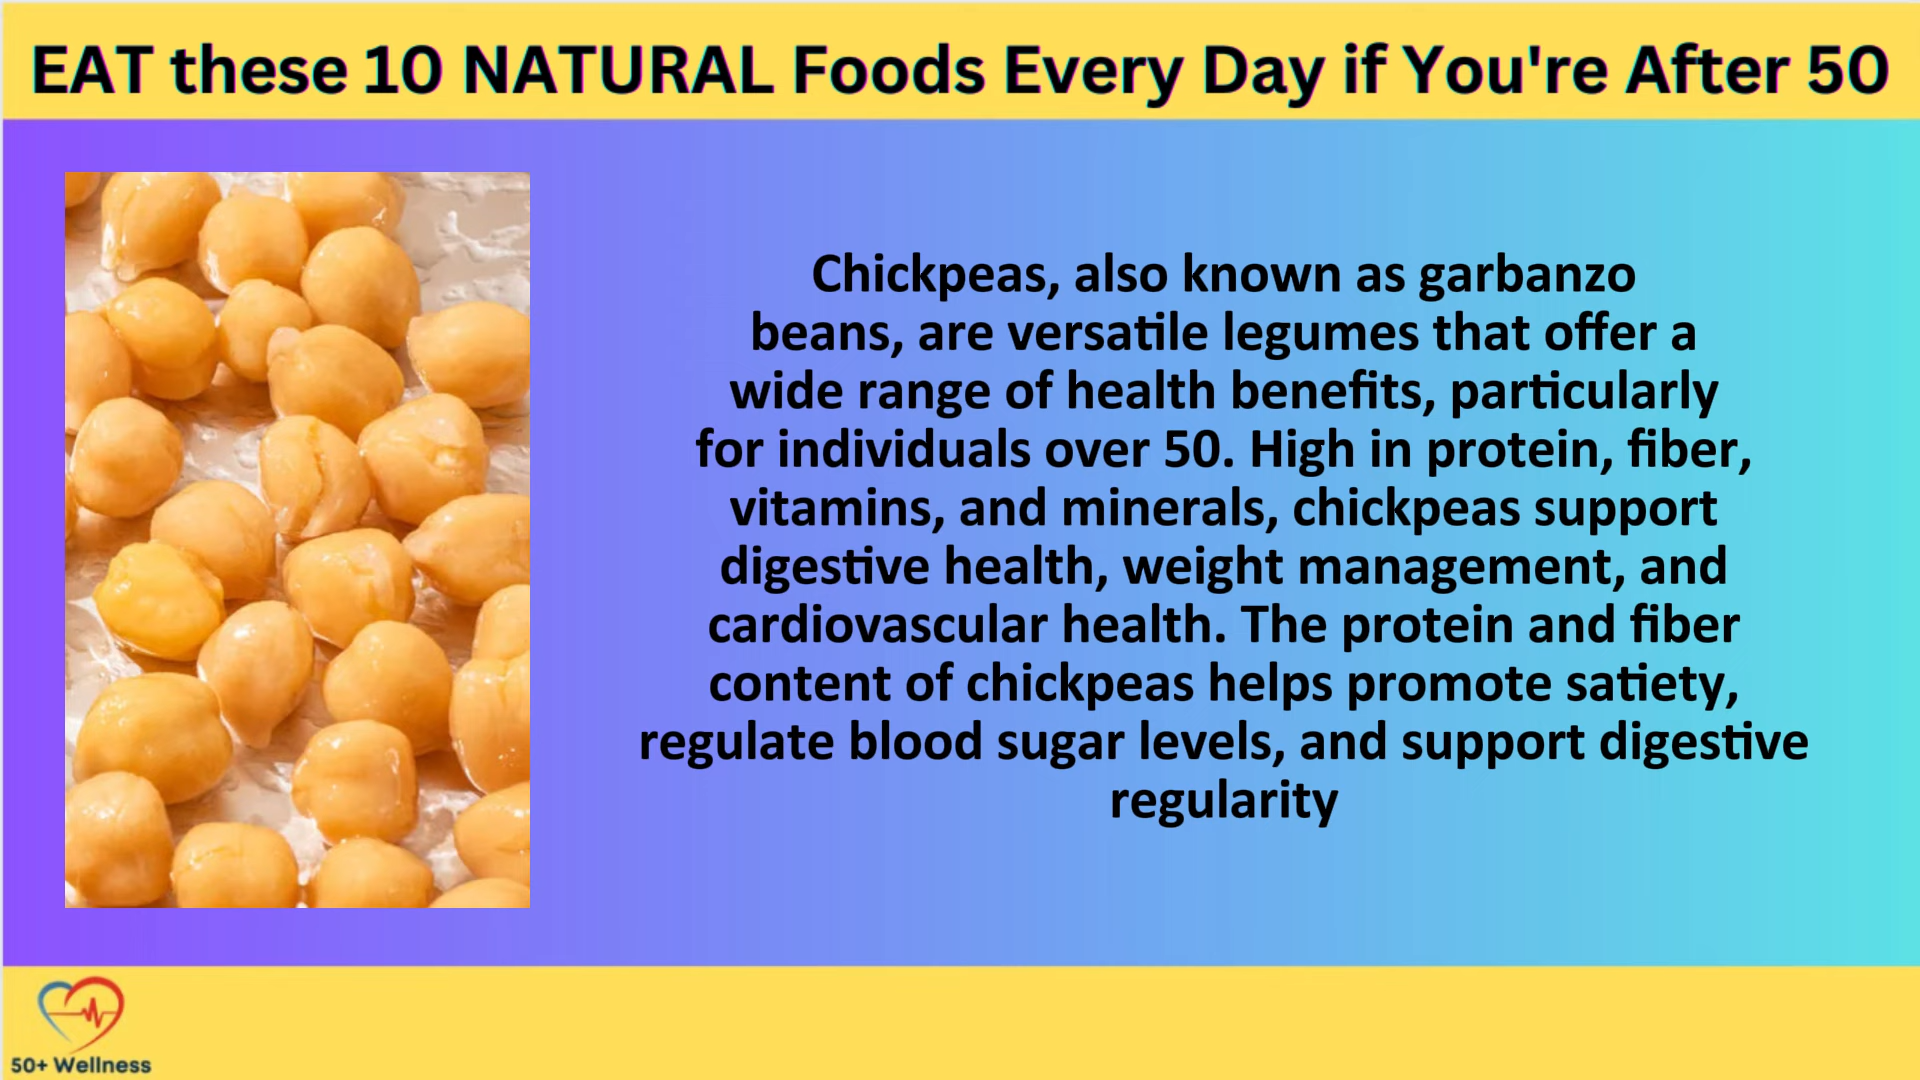 EAT these 10 NATURAL Foods Every Day if You're After 50
Chickpeas, also known as garbanzo
beans, are versatile legumes that offer a
wide range of health benefits, particularly
for individuals over 50. High in protein, fiber,
vitamins, and minerals, chickpeas support
digestive health, weight management, and
cardiovascular health. The protein and fiber
content of chickpeas helps promote satiety,
regulate blood sugar levels, and support digestive
regularity
50+ Wellness